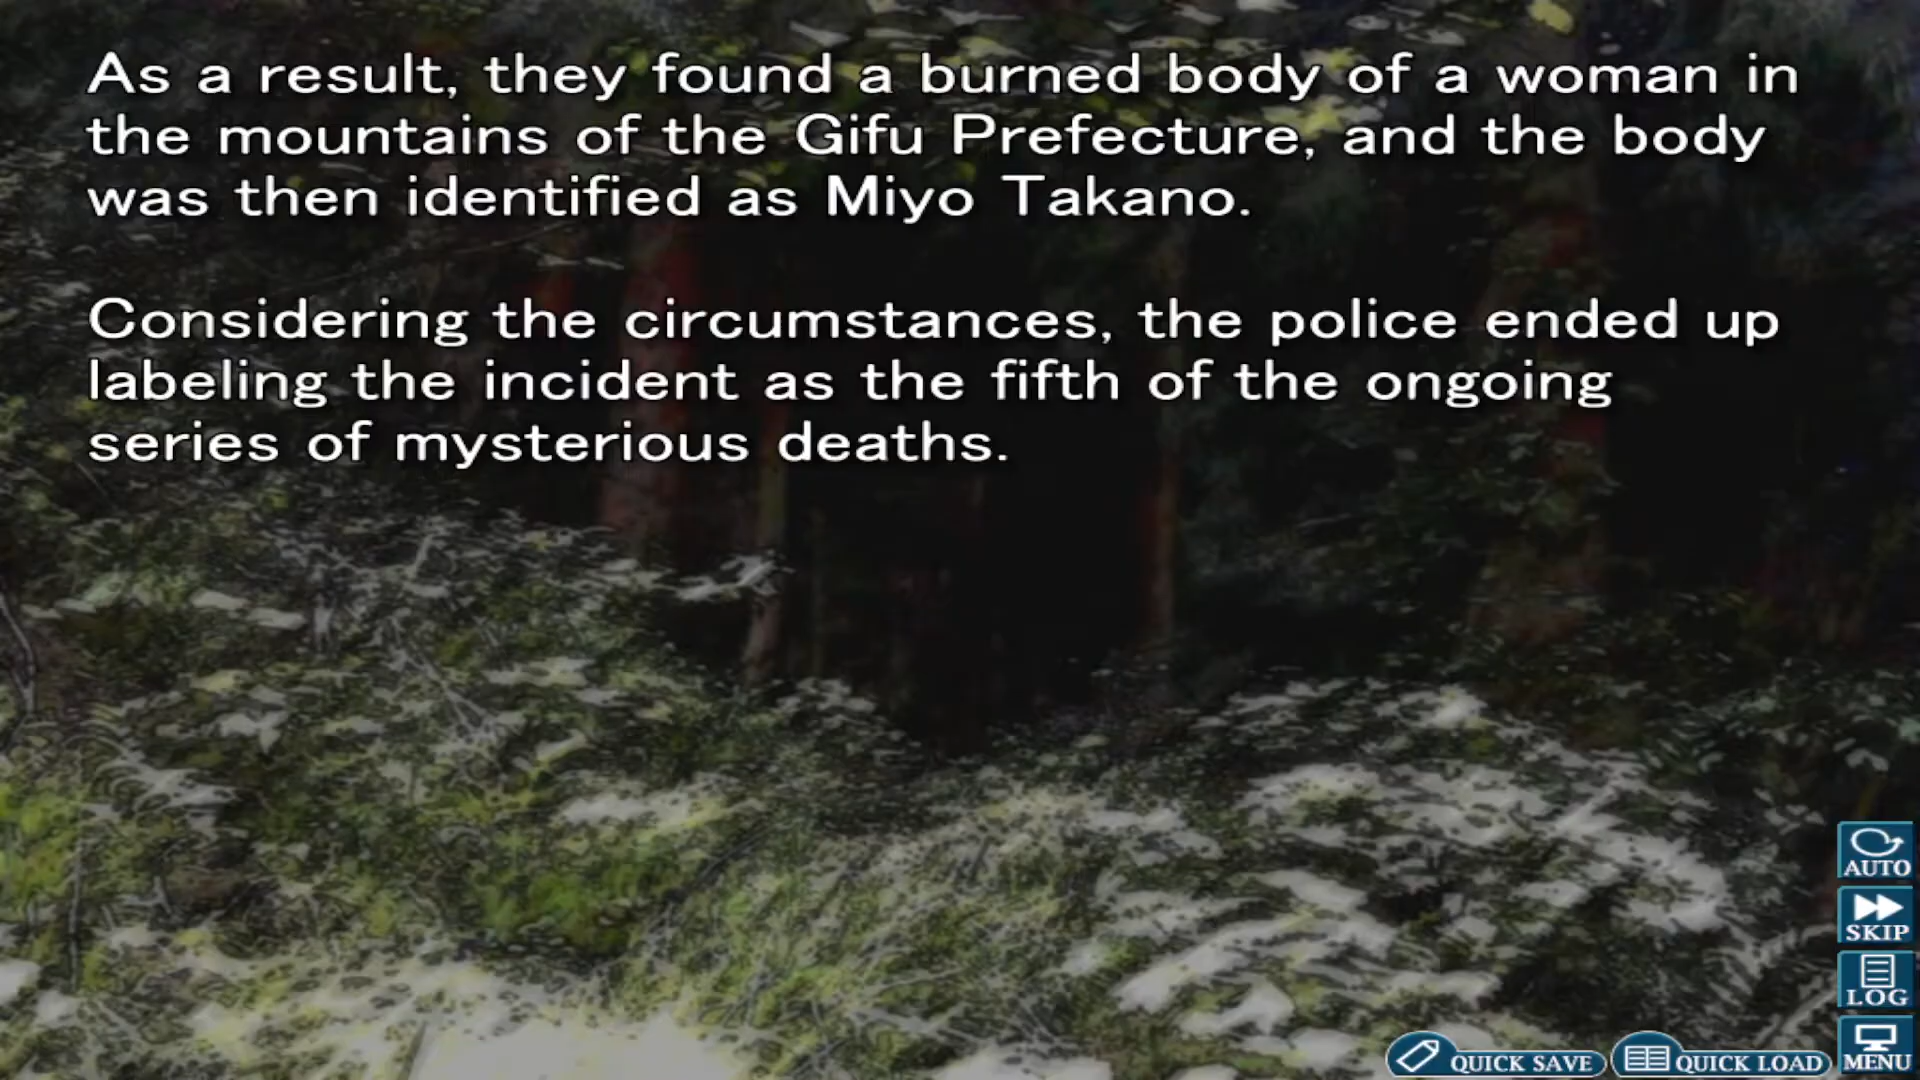 As a result, they found a burned body of a woman in
the mountains of the Gifu Prefecture, and the body
was then identified as Miyo Takano.
Considering the circumstances, the police ended up
labeling the incident as the fifth of the ongoing
series of mysterious deaths.
AUTO
SKIP
LOG
MENU
QUICK SAVE
QUICK LOAD